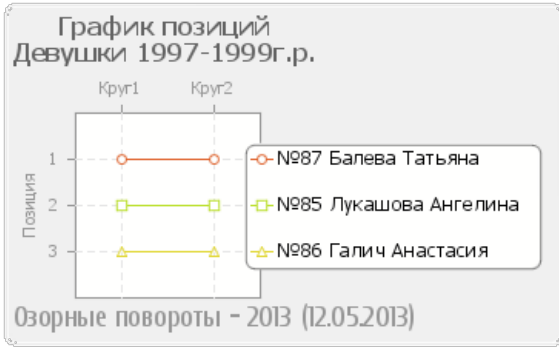 График позиций
Девушки 1997-1999г.р.
Круг1 Круг2
Позиция
1
2
3
№87 Балева Татьяна
№85 Лукашова Ангелина
№86 Галич Анастасия
Озорные повороты - 2013 (12.05.2013)